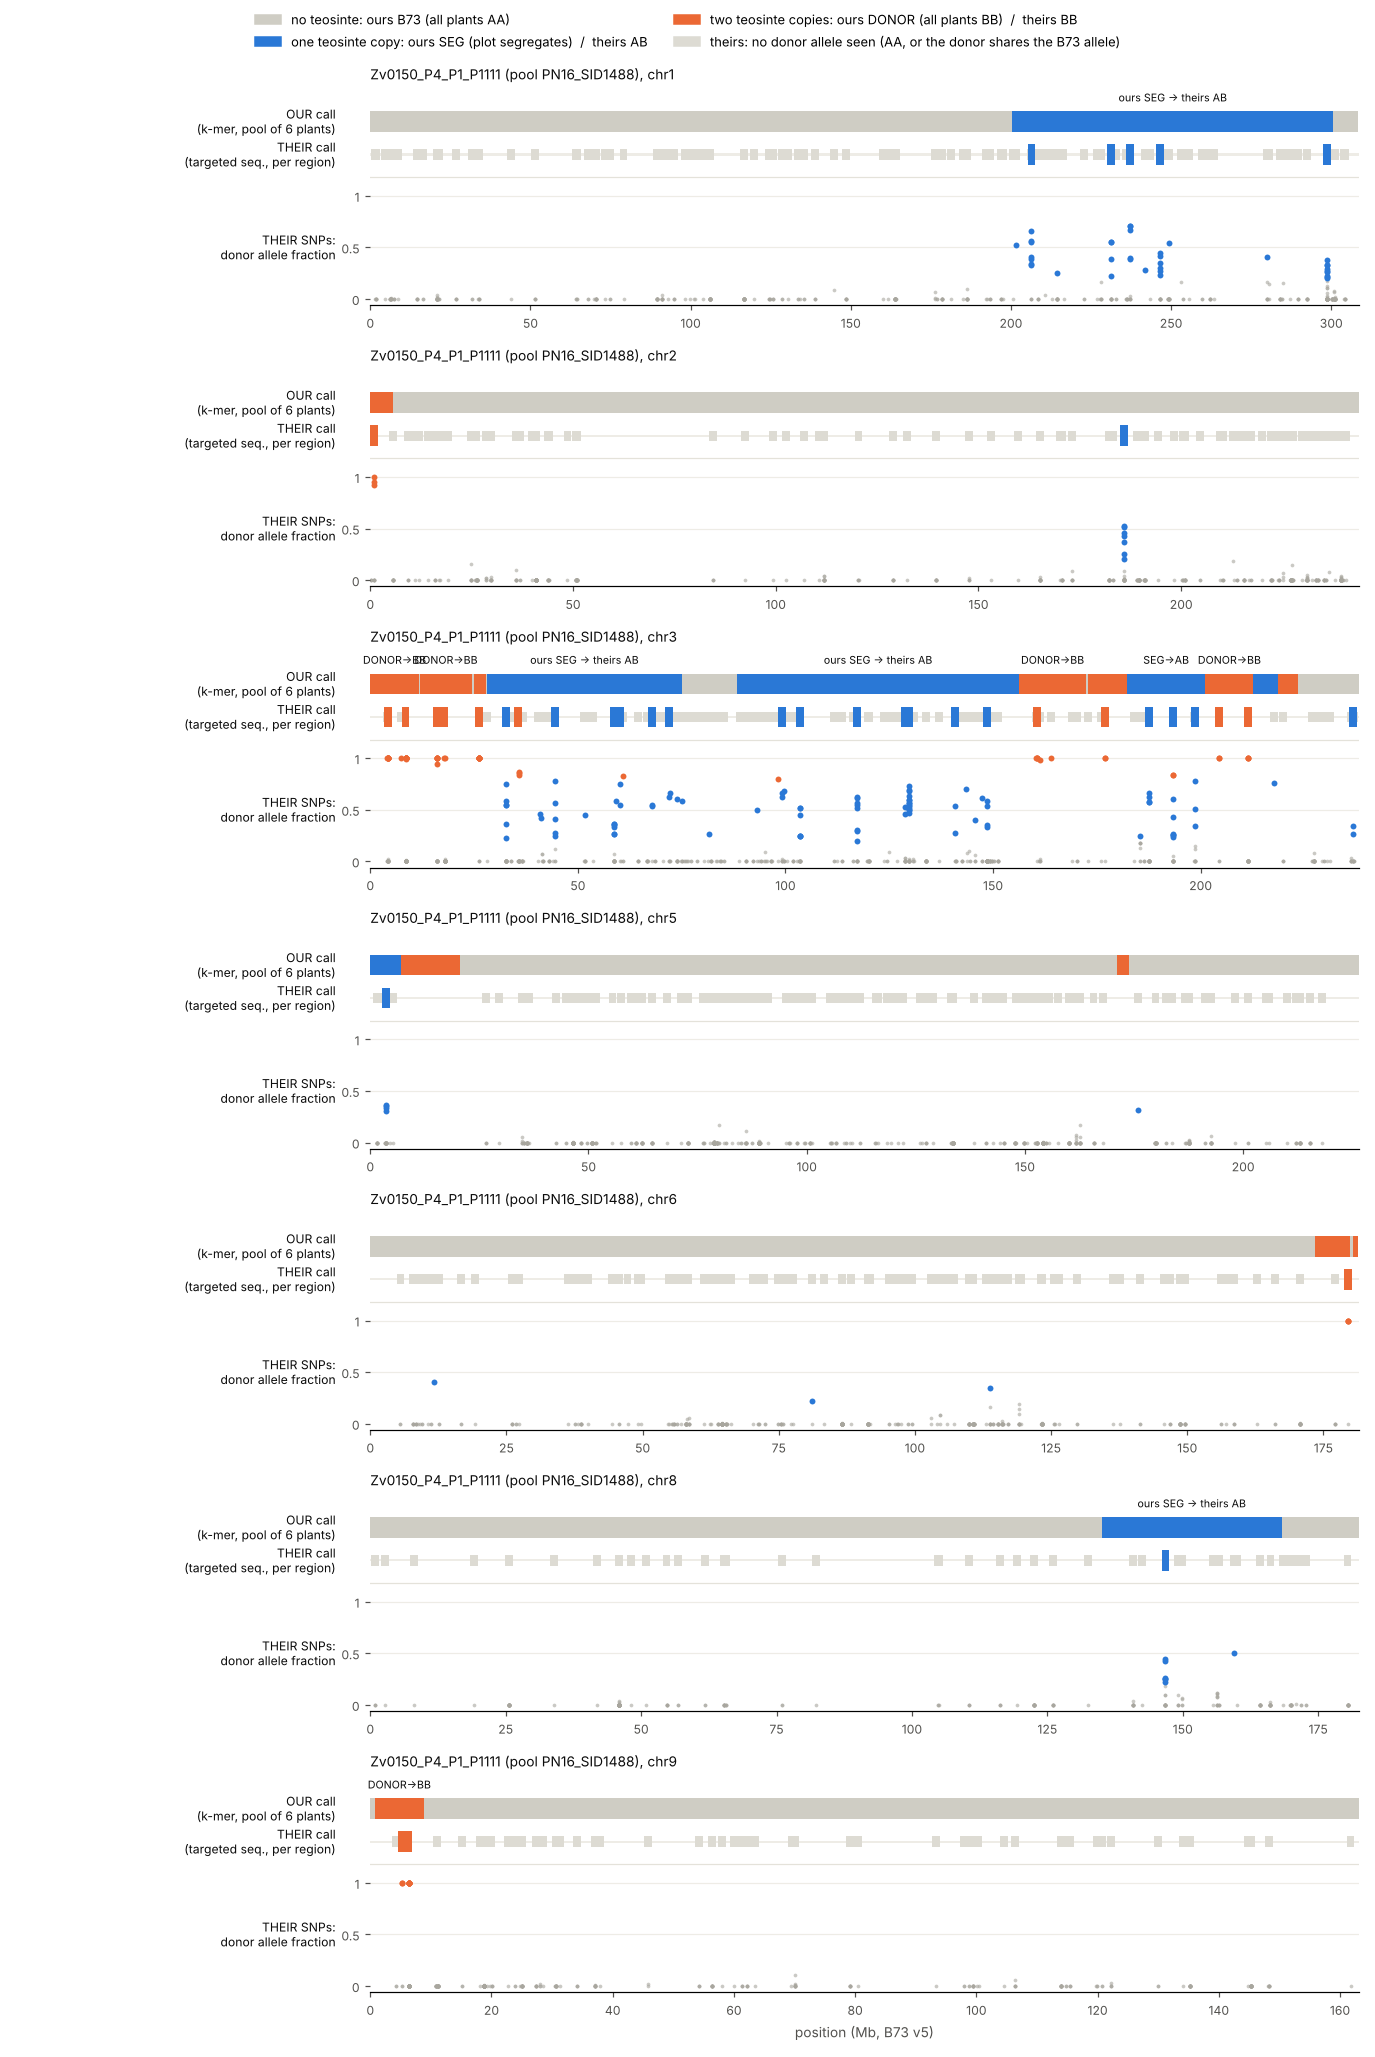 no teosinte: ours B73 (all plants AA)
two teosinte copies: ours DONOR (all plants BB) / theirs BB
one teosinte copy: ours SEG (plot segregates) / theirs AB
theirs: no donor allele seen (AA, or the donor shares the B73 allele)
Zv0150_P4_P1_P1111 (pool PN16_SID1488), chr1
ours SEG → theirs AB
OUR call
(k-mer, pool of 6 plants)
THEIR call
(targeted seq., per region)
1
THEIR SNPs:
donor allele fraction
0.5
0
0 50 100 150 200 250 300
Zv0150_P4_P1_P1111 (pool PN16_SID1488), chr2
OUR call
(k-mer, pool of 6 plants)
THEIR call
(targeted seq., per region)
1
THEIR SNPs:
donor allele fraction
0.5
0
0 50 100 150 200
Zv0150_P4_P1_P1111 (pool PN16_SID1488), chr3
DONOR→BB DONOR→BB ours SEG → theirs AB ours SEG → theirs AB DONOR→BB SEG→AB DONOR→BB
OUR call
(k-mer, pool of 6 plants)
THEIR call
(targeted seq., per region)
1
THEIR SNPs:
donor allele fraction
0.5
0
0 50 100 150 200
Zv0150_P4_P1_P1111 (pool PN16_SID1488), chr5
OUR call
(k-mer, pool of 6 plants)
THEIR call
(targeted seq., per region)
1
THEIR SNPs:
donor allele fraction
0.5
0
0 50 100 150 200
Zv0150_P4_P1_P1111 (pool PN16_SID1488), chr6
OUR call
(k-mer, pool of 6 plants)
THEIR call
(targeted seq., per region)
1
THEIR SNPs:
donor allele fraction
0.5
0
0 25 50 75 100 125 150 175
Zv0150_P4_P1_P1111 (pool PN16_SID1488), chr8
ours SEG → theirs AB
OUR call
(k-mer, pool of 6 plants)
THEIR call
(targeted seq., per region)
1
THEIR SNPs:
donor allele fraction
0.5
0
0 25 50 75 100 125 150 175
Zv0150_P4_P1_P1111 (pool PN16_SID1488), chr9
DONOR→BB
OUR call
(k-mer, pool of 6 plants)
THEIR call
(targeted seq., per region)
1
THEIR SNPs:
donor allele fraction
0.5
0
0 20 40 60 80 100 120 140 160
position (Mb, B73 v5)